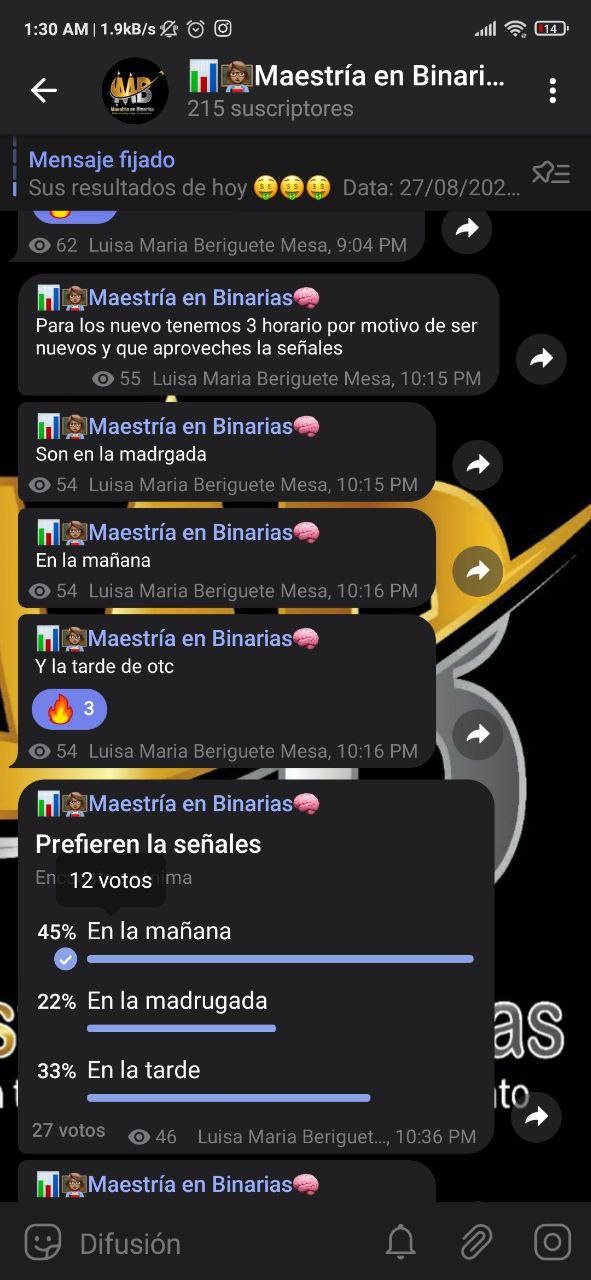 1:30 AM | 1.9kB/s
14
Maestría en Binari...
215 suscriptores
MB
Maestría en Binarias
Mensaje fijado
Sus resultados de hoy 🤑🤑🤑 Data: 27/08/202...
62 Luisa Maria Beriguete Mesa, 9:04 PM
Maestría en Binarias
Para los nuevo tenemos 3 horario por motivo de ser
nuevos y que aproveches la señales
55 Luisa Maria Beriguete Mesa, 10:15 PM
Maestría en Binarias
Son en la madrgada
54 Luisa Maria Beriguete Mesa, 10:15 PM
Maestría en Binarias
En la mañana
54 Luisa Maria Beriguete Mesa, 10:16 PM
Maestría en Binarias
Y la tarde de otc
🔥 3
54 Luisa Maria Beriguete Mesa, 10:16 PM
Maestría en Binarias
Prefieren la señales
12 votos
45% En la mañana
22% En la madrugada
33% En la tarde
27 votos 46 Luisa Maria Beriguet..., 10:36 PM
Maestría en Binarias
Difusión